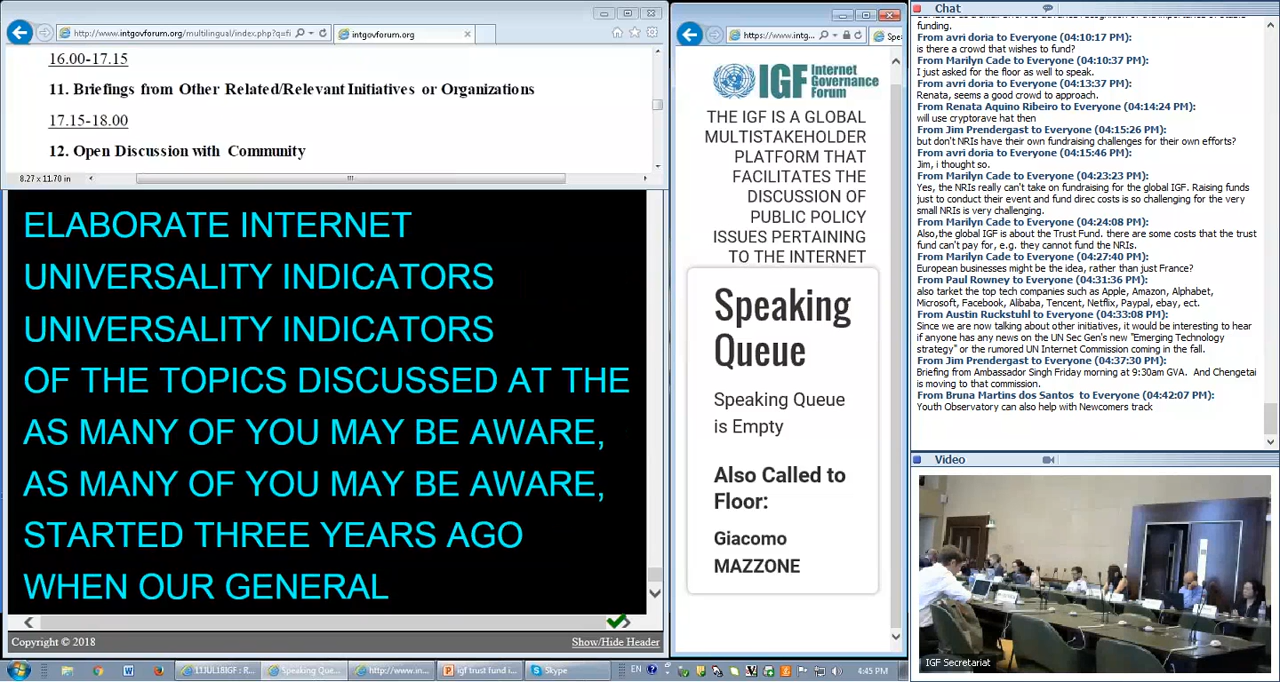 http://www.intgovforum.org/multilingual/index.php?q=fi
intgovforum.org
16.00-17.15
11. Briefings from Other Related/Relevant Initiatives or Organizations
17.15-18.00
12. Open Discussion with Community
8.27 x 11.70 in
ELABORATE INTERNET
UNIVERSALITY INDICATORS
UNIVERSALITY INDICATORS
OF THE TOPICS DISCUSSED AT THE
AS MANY OF YOU MAY BE AWARE,
AS MANY OF YOU MAY BE AWARE,
STARTED THREE YEARS AGO
WHEN OUR GENERAL
Copyright © 2018
Show/Hide Header
https://www.intg...
Spe
IGF Internet
Governance
Forum
THE IGF IS A GLOBAL
MULTISTAKEHOLDER
PLATFORM THAT
FACILITATES THE
DISCUSSION OF
PUBLIC POLICY
ISSUES PERTAINING
TO THE INTERNET
Speaking
Queue
Speaking Queue
is Empty
Also Called to
Floor:
Giacomo
MAZZONE
Chat
funding.
From avri doria to Everyone (04:10:17 PM):
is there a crowd that wishes to fund?
From Marilyn Cade to Everyone (04:10:37 PM):
I just asked for the floor as well to speak.
From avri doria to Everyone (04:13:37 PM):
Renata, seems a good crowd to approach.
From Renata Aquino Ribeiro to Everyone (04:14:24 PM):
will use cryptorave hat then
From Jim Prendergast to Everyone (04:15:26 PM):
but don't NRIs have their own fundraising challenges for their own efforts?
From avri doria to Everyone (04:15:46 PM):
Jim, i thought so.
From Marilyn Cade to Everyone (04:23:23 PM):
Yes, the NRIs really can't take on fundraising for the global IGF. Raising funds
just to conduct their event and fund direc costs is so challenging for the very
small NRIs is very challenging.
From Marilyn Cade to Everyone (04:24:08 PM):
Also,the global IGF is about the Trust Fund. there are some costs that the trust
fund can't pay for, e.g. they cannot fund the NRIs.
From Marilyn Cade to Everyone (04:27:40 PM):
European businesses might be the idea, rather than just France?
From Paul Rowney to Everyone (04:31:36 PM):
also tarket the top tech companies such as Apple, Amazon, Alphabet,
Microsoft, Facebook, Alibaba, Tencent, Netflix, Paypal, ebay, ect.
From Austin Ruckstuhl to Everyone (04:33:08 PM):
Since we are now talking about other initiatives, it would be interesting to hear
if anyone has any news on the UN Sec Gen's new "Emerging Technology
strategy" or the rumored UN Internet Commission coming in the fall.
From Jim Prendergast to Everyone (04:37:30 PM):
Briefing from Ambassador Singh Friday morning at 9:30am GVA. And Chengetai
is moving to that commission.
From Bruna Martins dos Santos to Everyone (04:42:07 PM):
Youth Observatory can also help with Newcomers track
Video
IGF Secretariat
11JUL18IGF : R...
Speaking Que...
http://www.in...
igf trust fund i...
Skype
EN
4:45 PM